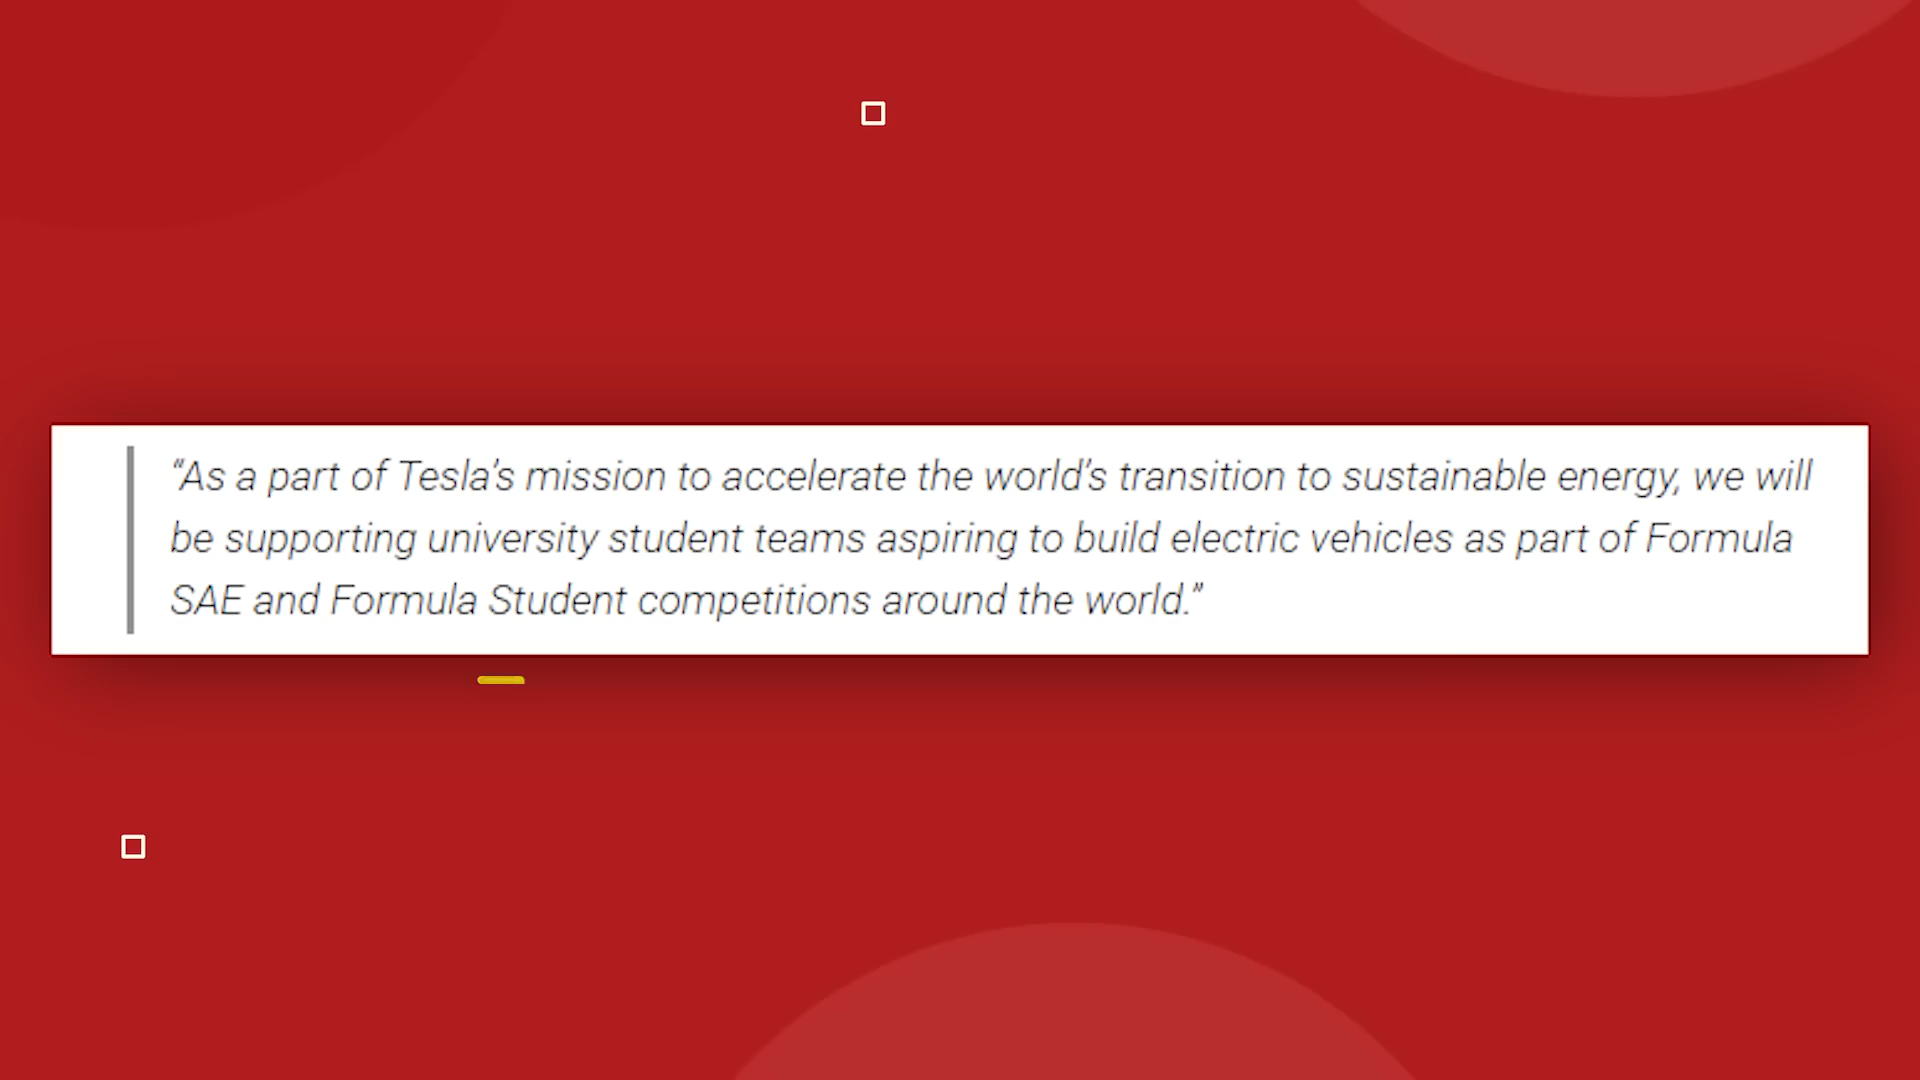 “As a part of Tesla’s mission to accelerate the world’s transition to sustainable energy, we will
be supporting university student teams aspiring to build electric vehicles as part of Formula
SAE and Formula Student competitions around the world.”